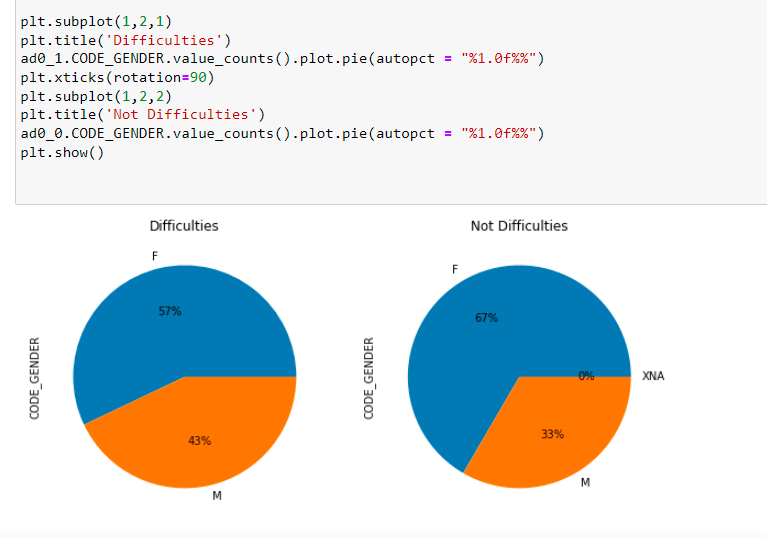 plt.subplot(1,2,1)
plt.title('Difficulties')
ad0_1.CODE_GENDER.value_counts().plot.pie(autopct = "%1.0f%%")
plt.xticks(rotation=90)
plt.subplot(1,2,2)
plt.title('Not Difficulties')
ad0_0.CODE_GENDER.value_counts().plot.pie(autopct = "%1.0f%%")
plt.show()
Difficulties
F
57%
CODE_GENDER
43%
M
Not Difficulties
F
67%
CODE_GENDER
0%
XNA
33%
M